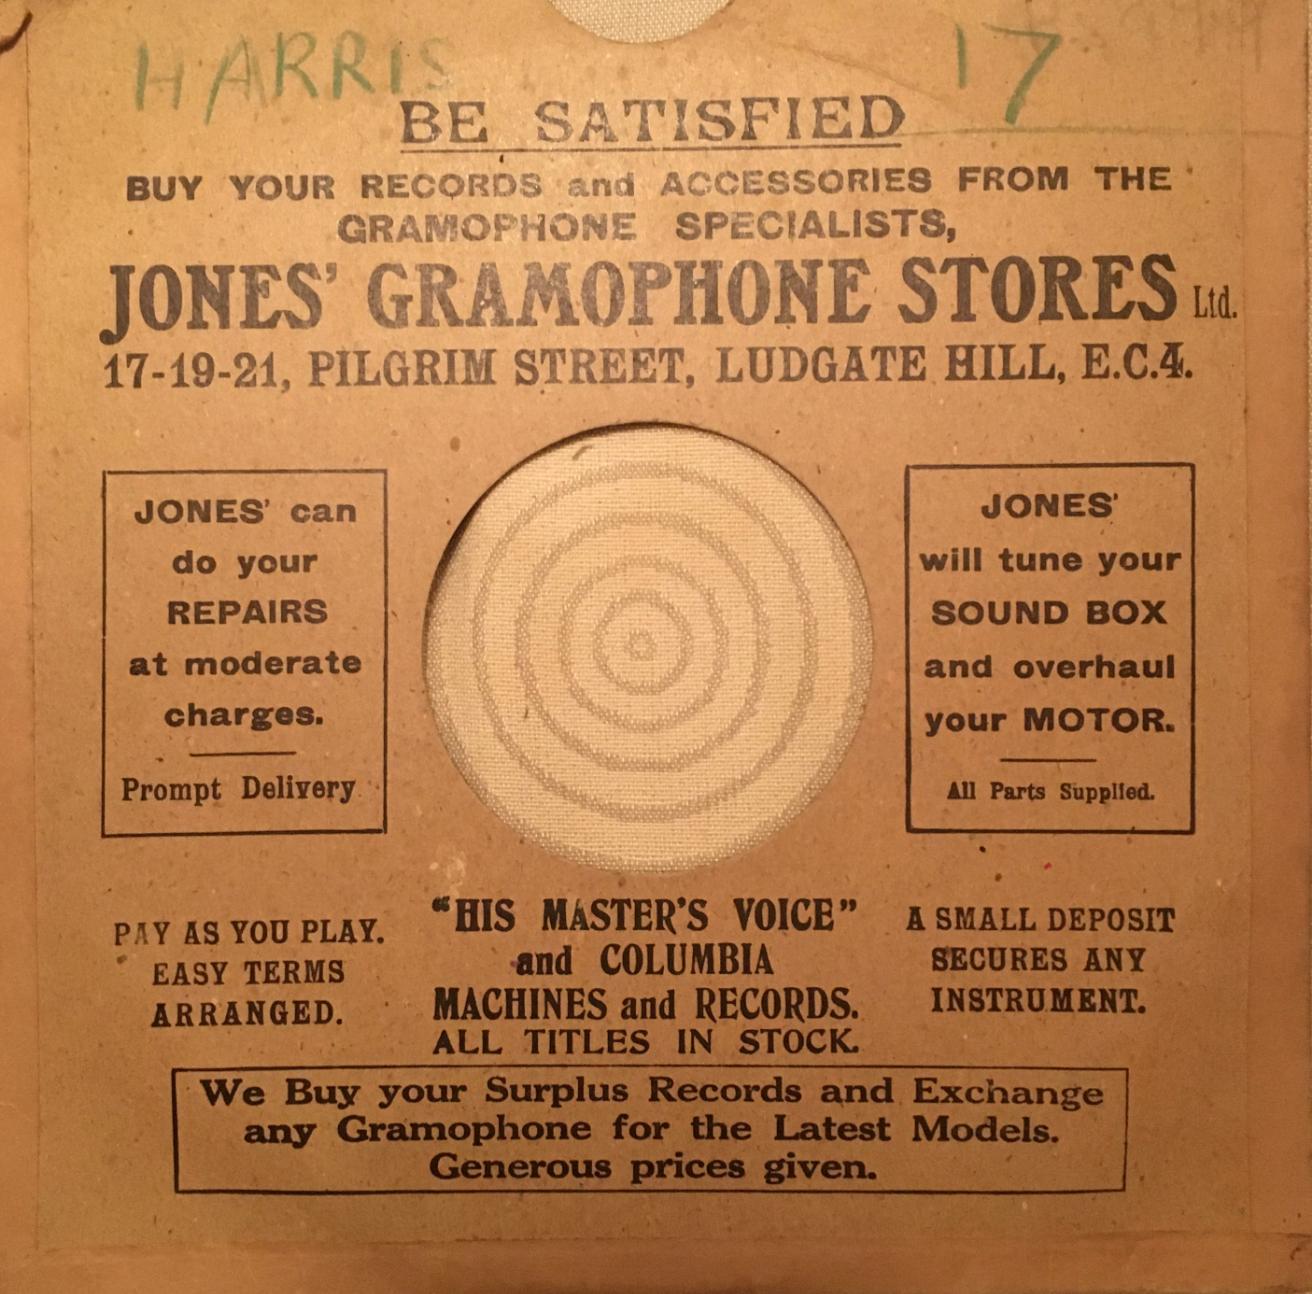 HARRIS 17
BE SATISFIED
BUY YOUR RECORDS and ACCESSORIES FROM THE
GRAMOPHONE SPECIALISTS,
JONES' GRAMOPHONE STORES Ltd.
17-19-21, PILGRIM STREET, LUDGATE HILL, E.C.4.
JONES' can
do your
REPAIRS
at moderate
charges.
Prompt Delivery
JONES'
will tune your
SOUND BOX
and overhaul
your MOTOR.
All Parts Supplied.
PAY AS YOU PLAY.
EASY TERMS
ARRANGED.
"HIS MASTER'S VOICE"
and COLUMBIA
MACHINES and RECORDS.
ALL TITLES IN STOCK.
A SMALL DEPOSIT
SECURES ANY
INSTRUMENT.
We Buy your Surplus Records and Exchange
any Gramophone for the Latest Models.
Generous prices given.